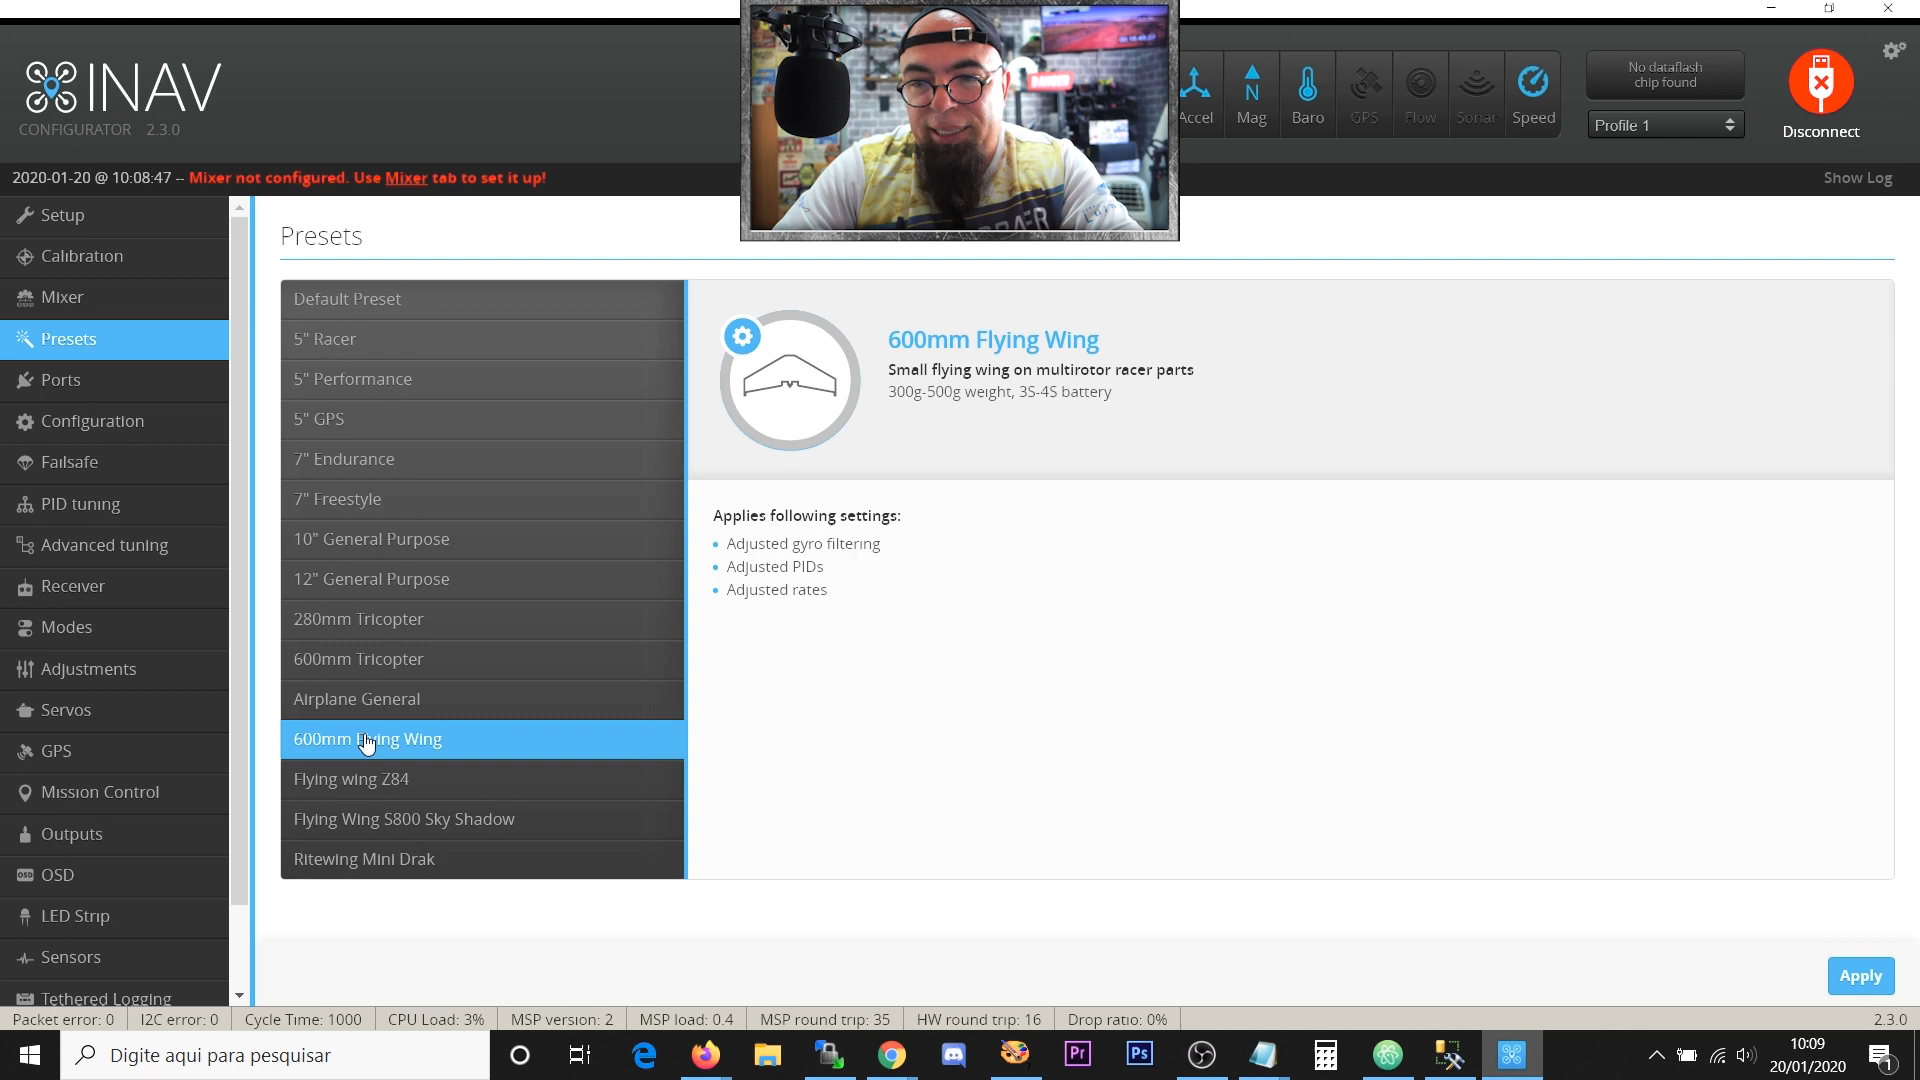 INAV
CONFIGURATOR 2.3.0
DANGER
Accel
Mag
Baro
GPS
Flow
Sonar
Speed
No dataflash
chip found
Profile 1
Disconnect
2020-01-20 @ 10:08:47 -- Mixer not configured. Use Mixer tab to set it up!
Show Log
Setup
Calibration
Mixer
Presets
Ports
Configuration
Failsafe
PID tuning
Advanced tuning
Receiver
Modes
Adjustments
Servos
GPS
Mission Control
Outputs
OSD
LED Strip
Sensors
Tethered Logging
Presets
Default Preset
5" Racer
5" Performance
5" GPS
7" Endurance
7" Freestyle
10" General Purpose
12" General Purpose
280mm Tricopter
600mm Tricopter
Airplane General
600mm Flying Wing
Flying wing Z84
Flying Wing S800 Sky Shadow
Ritewing Mini Drak
600mm Flying Wing
Small flying wing on multirotor racer parts
300g-500g weight, 3S-4S battery
Applies following settings:
Adjusted gyro filtering
Adjusted PIDs
Adjusted rates
Apply
Packet error: 0
I2C error: 0
Cycle Time: 1000
CPU Load: 3%
MSP version: 2
MSP load: 0.4
MSP round trip: 35
HW round trip: 16
Drop ratio: 0%
2.3.0
Digite aqui para pesquisar
Pr
Ps
10:09
20/01/2020
1